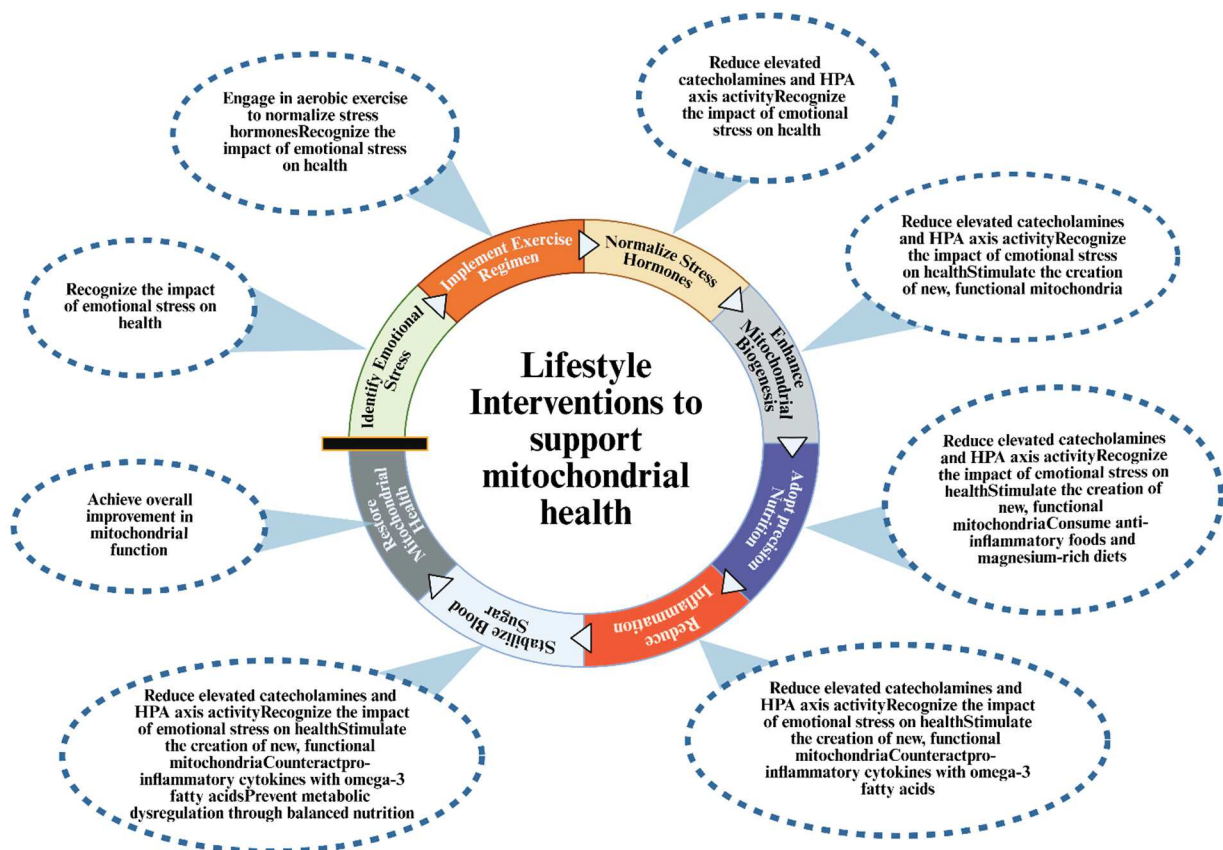 Reduce elevated
catecholamines and HPA
axis activityRecognize
the impact of emotional
stress on health
Engage in aerobic exercise
to normalize stress
hormonesRecognize the
impact of emotional stress
on health
Reduce elevated catecholamines
and HPA axis activityRecognize
the impact of emotional stress
on healthStimulate the creation
of new, functional mitochondria
Recognize the impact
of emotional stress on
health
Implement Exercise
Regimen
Normalize Stress
Hormones
Identify Emotional
Stress
Enhance
Mitochondrial
Biogenesis
Lifestyle
Interventions to
support
mitochondrial
health
Reduce elevated catecholamines
and HPA axis activityRecognize
the impact of emotional stress on
healthStimulate the creation of
new, functional
mitochondriaConsume anti-
inflammatory foods and
magnesium-rich diets
Adopt precision
Nutrition
Restore
Mitochondrial
Health
Achieve overall
improvement in
mitochondrial
function
Stabilize Blood
Sugar
Reduce
Inflammation
Reduce elevated catecholamines and
HPA axis activityRecognize the impact
of emotional stress on healthStimulate
the creation of new, functional
mitochondriaCounteractpro-
inflammatory cytokines with omega-3
fatty acidsPrevent metabolic
dysregulation through balanced nutrition
Reduce elevated catecholamines and
HPA axis activityRecognize the impact
of emotional stress on healthStimulate
the creation of new, functional
mitochondriaCounteractpro-
inflammatory cytokines with omega-3
fatty acids